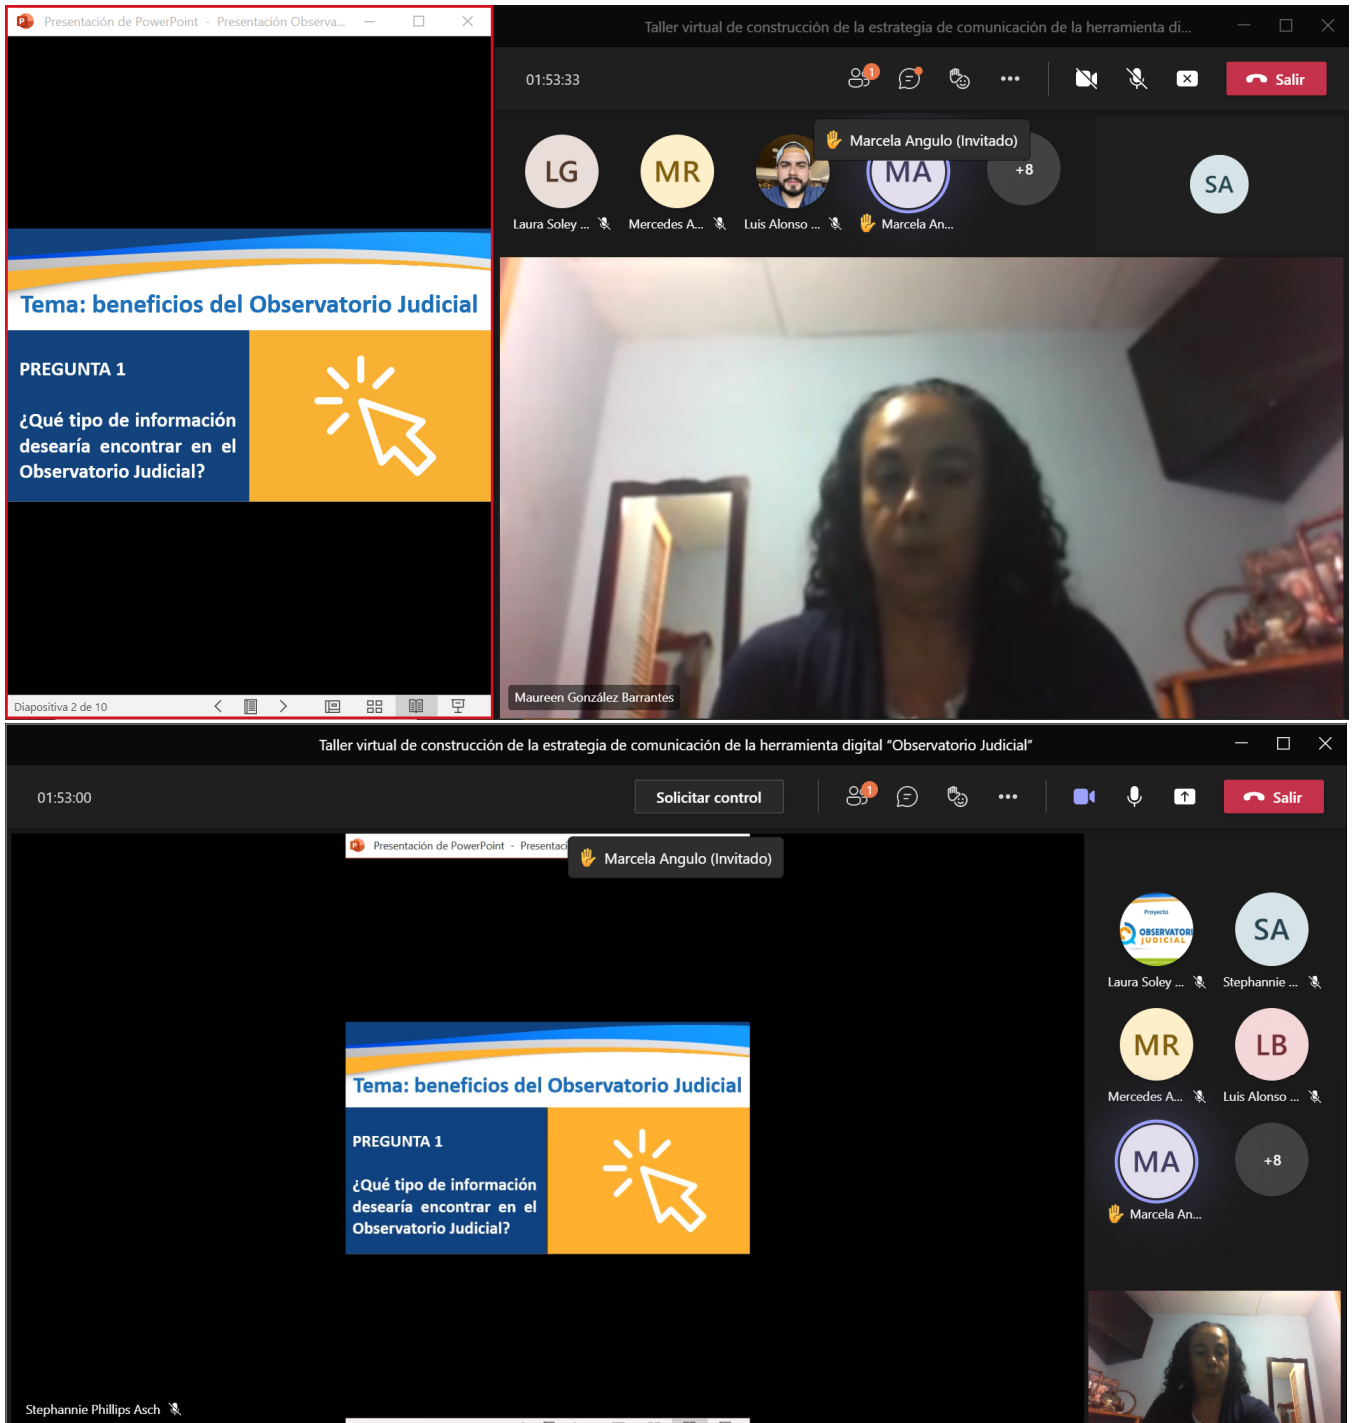 Presentación de PowerPoint - Presentación Observa...
Tema: beneficios del Observatorio Judicial
PREGUNTA 1
¿Qué tipo de información
desearía encontrar en el
Observatorio Judicial?
Diapositiva 2 de 10
Taller virtual de construcción de la estrategia de comunicación de la herramienta di...
01:53:33
1
Salir
Marcela Angulo (Invitado)
LG
MR
MA
+8
SA
Laura Soley ...
Mercedes A...
Luis Alonso ...
Marcela An...
Maureen González Barrantes
Taller virtual de construcción de la estrategia de comunicación de la herramienta digital "Observatorio Judicial"
01:53:00
Solicitar control
1
Salir
Presentación de PowerPoint - Presentaci
Marcela Angulo (Invitado)
Tema: beneficios del Observatorio Judicial
PREGUNTA 1
¿Qué tipo de información
desearía encontrar en el
Observatorio Judicial?
Proyecto
OBSERVATORI
JUDICIAL
SA
Laura Soley ...
Stephannie ...
MR
LB
Mercedes A...
Luis Alonso ...
MA
+8
Marcela An...
Stephannie Phillips Asch